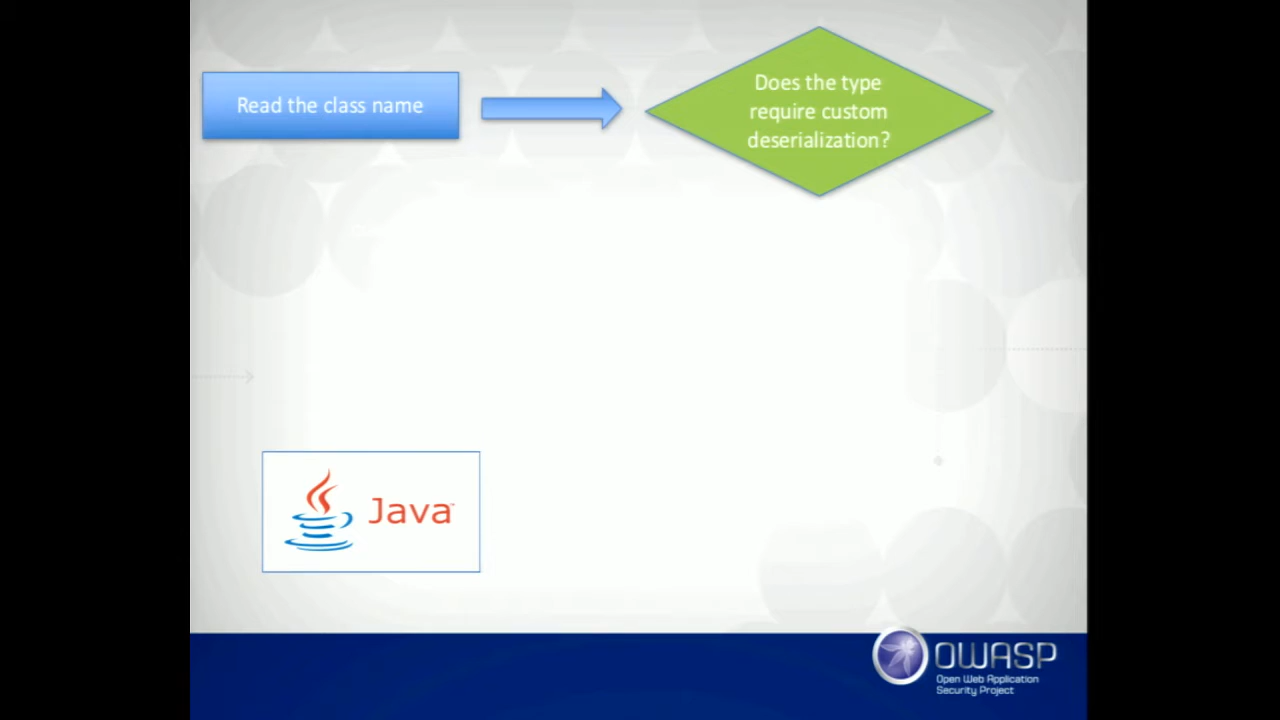 Read the class name
Does the type
require custom
deserialization?
Java
OWASP
Open Web Application
Security Project